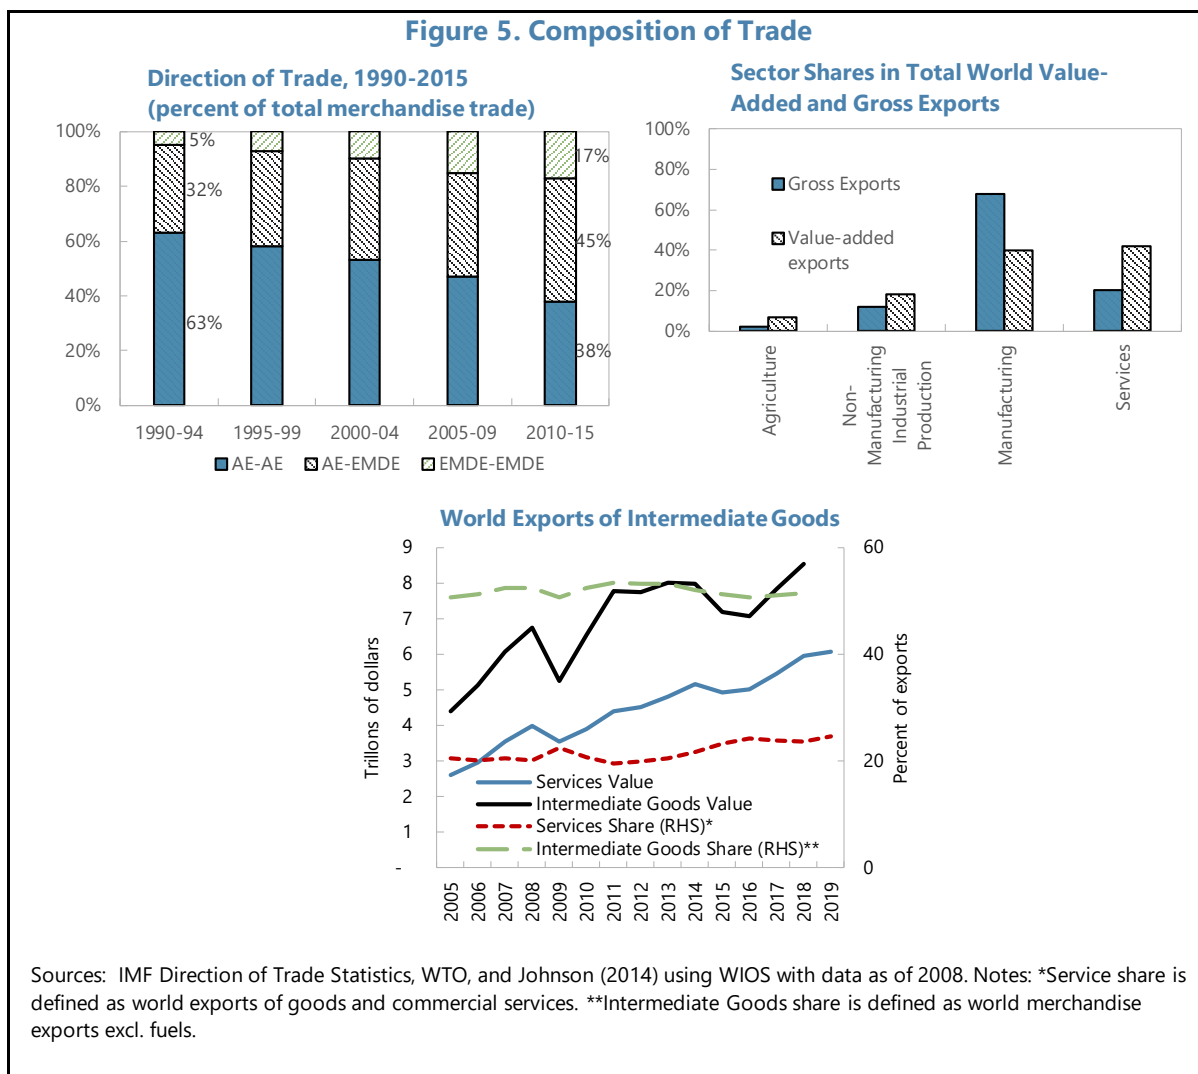 Figure 5. Composition of Trade
Direction of Trade, 1990-2015
(percent of total merchandise trade)
100%
80%
60%
40%
20%
0%
5%
32%
63%
17%
45%
38%
1990-94
1995-99
2000-04
2005-09
2010-15
AE-AE
AE-EMDE
EMDE-EMDE
Sector Shares in Total World Value-
Added and Gross Exports
100%
80%
60%
40%
20%
0%
Gross Exports
Value-added
exports
Agriculture
Non-
Manufacturing
Industrial
Production
Manufacturing
Services
World Exports of Intermediate Goods
9
8
7
6
5
4
3
2
1
-
Trillons of dollars
60
40
20
0
Percent of exports
Services Value
Intermediate Goods Value
Services Share (RHS)*
Intermediate Goods Share (RHS)**
2005
2006
2007
2008
2009
2010
2011
2012
2013
2014
2015
2016
2017
2018
2019
Sources: IMF Direction of Trade Statistics, WTO, and Johnson (2014) using WIOS with data as of 2008. Notes: *Service share is
defined as world exports of goods and commercial services. **Intermediate Goods share is defined as world merchandise
exports excl. fuels.